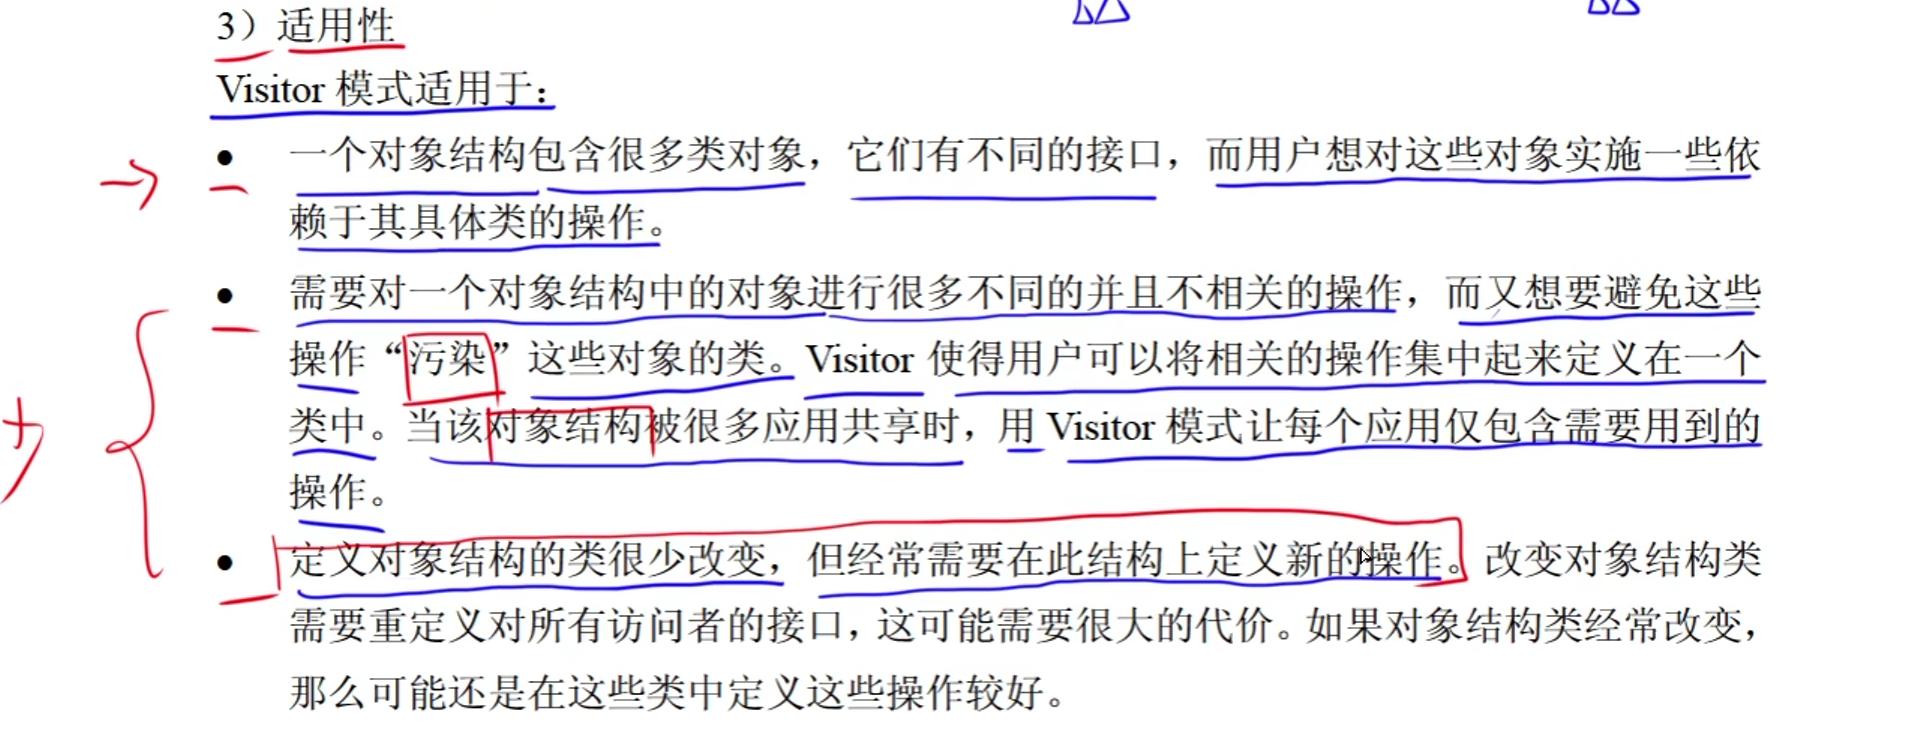 3）适用性
Visitor 模式适用于：
● 一个对象结构包含很多类对象，它们有不同的接口，而用户想对这些对象实施一些依
赖于其具体类的操作。
● 需要对一个对象结构中的对象进行很多不同的并且不相关的操作，而又想要避免这些
操作“污染”这些对象的类。Visitor 使得用户可以将相关的操作集中起来定义在一个
类中。当该对象结构被很多应用共享时，用 Visitor 模式让每个应用仅包含需要用到的
操作。
● 定义对象结构的类很少改变，但经常需要在此结构上定义新的操作。改变对象结构类
需要重定义对所有访问者的接口，这可能需要很大的代价。如果对象结构类经常改变，
那么可能还是在这些类中定义这些操作较好。